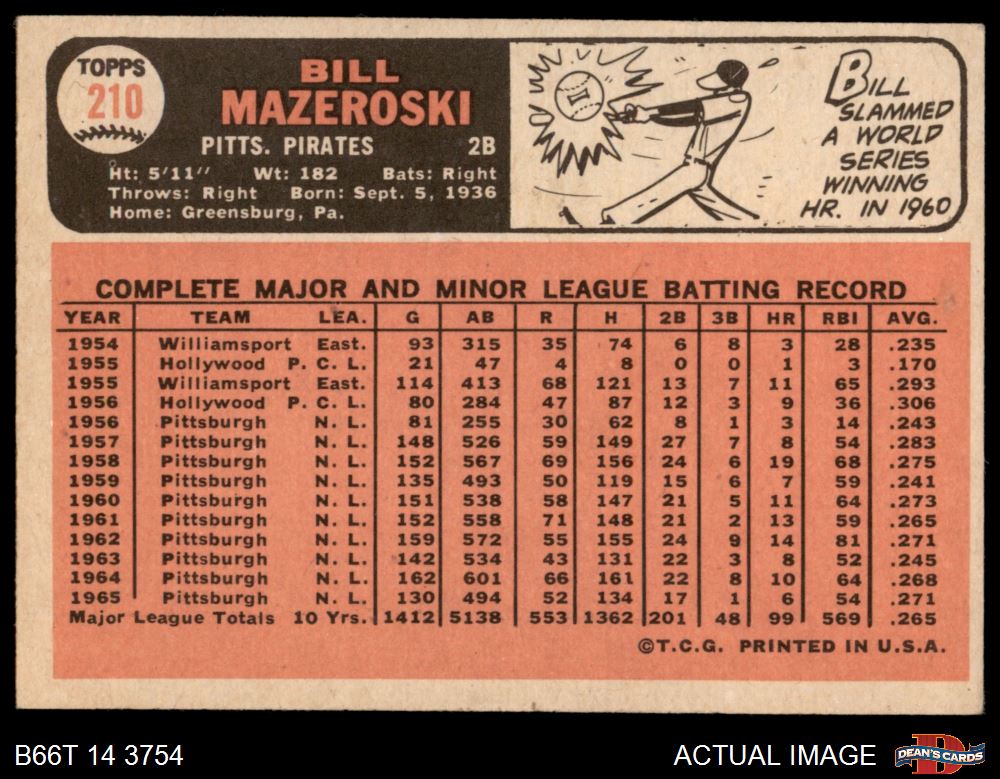 TOPPS
210
BILL
MAZEROSKI
PITTS. PIRATES 2B
Ht: 5'11" Wt: 182 Bats: Right
Throws: Right Born: Sept. 5, 1936
Home: Greensburg, Pa.
BILL
SLAMMED
A WORLD
SERIES
WINNING
HR. IN 1960
COMPLETE MAJOR AND MINOR LEAGUE BATTING RECORD
YEAR TEAM LEA. G AB R H 2B 3B HR RBI AVG.
1954 Williamsport East. 93 315 35 74 6 8 3 28 .235
1955 Hollywood P. C. L. 21 47 4 8 0 0 1 3 .170
1955 Williamsport East. 114 413 68 121 13 7 11 65 .293
1956 Hollywood P. C. L. 80 284 47 87 12 3 9 36 .306
1956 Pittsburgh N. L. 81 255 30 62 8 1 3 14 .243
1957 Pittsburgh N. L. 148 526 59 149 27 7 8 54 .283
1958 Pittsburgh N. L. 152 567 69 156 24 6 19 68 .275
1959 Pittsburgh N. L. 135 493 50 119 15 6 7 59 .241
1960 Pittsburgh N. L. 151 538 58 147 21 5 11 64 .273
1961 Pittsburgh N. L. 152 558 71 148 21 2 13 59 .265
1962 Pittsburgh N. L. 159 572 55 155 24 9 14 81 .271
1963 Pittsburgh N. L. 142 534 43 131 22 3 8 52 .245
1964 Pittsburgh N. L. 162 601 66 161 22 8 10 64 .268
1965 Pittsburgh N. L. 130 494 52 134 17 1 6 54 .271
Major League Totals 10 Yrs. 1412 5138 553 1362 201 48 99 569 .265
©T.C.G. PRINTED IN U.S.A.
B66T 14 3754
ACTUAL IMAGE
D
DEAN'S CARDS